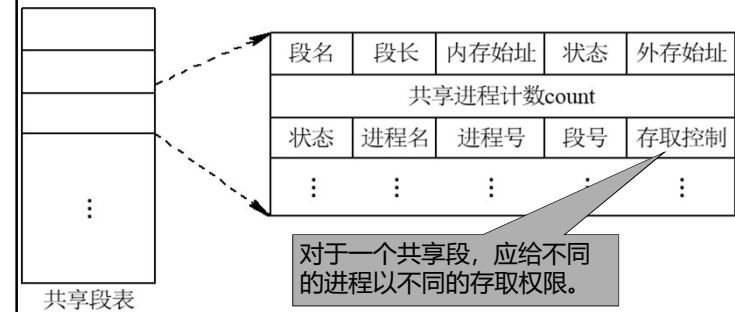 段名 段长 内存始址 状态 外存始址
共享进程计数count
状态 进程名 进程号 段号 存取控制
⋮ ⋮ ⋮ ⋮ ⋮
⋮
对于一个共享段，应给不同
的进程以不同的存取权限。
共享段表